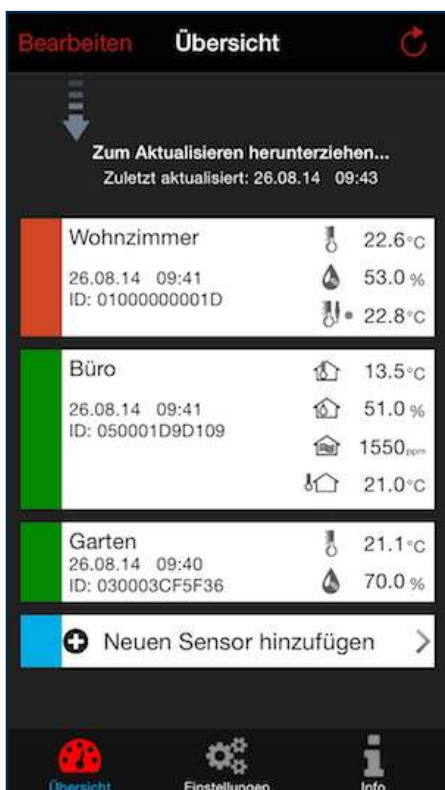 Bearbeiten Übersicht
Zum Aktualisieren herunterziehen...
Zuletzt aktualisiert: 26.08.14 09:43
Wohnzimmer 22.6°C
26.08.14 09:41 53.0 %
ID: 01000000001D 22.8°C
Büro 13.5°C
26.08.14 09:41 51.0 %
ID: 050001D9D109 1550 ppm
21.0°C
Garten 21.1°C
26.08.14 09:40
ID: 030003CF5F36 70.0 %
Neuen Sensor hinzufügen
Übersicht Einstellungen Info